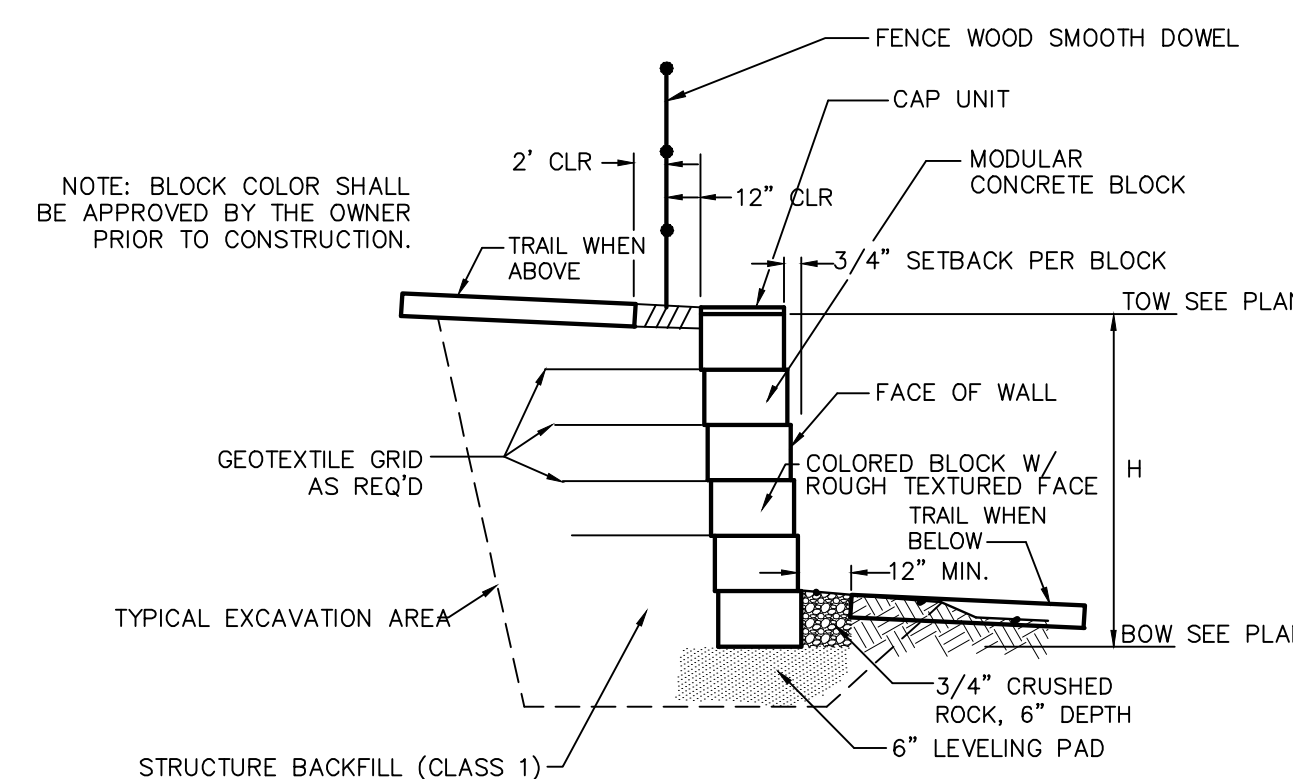 FENCE WOOD SMOOTH DOWEL
CAP UNIT
2' CLR
MODULAR
CONCRETE BLOCK
NOTE: BLOCK COLOR SHALL
BE APPROVED BY THE OWNER
PRIOR TO CONSTRUCTION.
12" CLR
TRAIL WHEN
ABOVE
3/4" SETBACK PER BLOCK
TOW SEE PLAN
FACE OF WALL
GEOTEXTILE GRID
AS REQ'D
COLORED BLOCK W/
ROUGH TEXTURED FACE
H
TRAIL WHEN
BELOW
12" MIN.
TYPICAL EXCAVATION AREA
BOW SEE PLAN
3/4" CRUSHED
ROCK, 6" DEPTH
6" LEVELING PAD
STRUCTURE BACKFILL (CLASS 1)